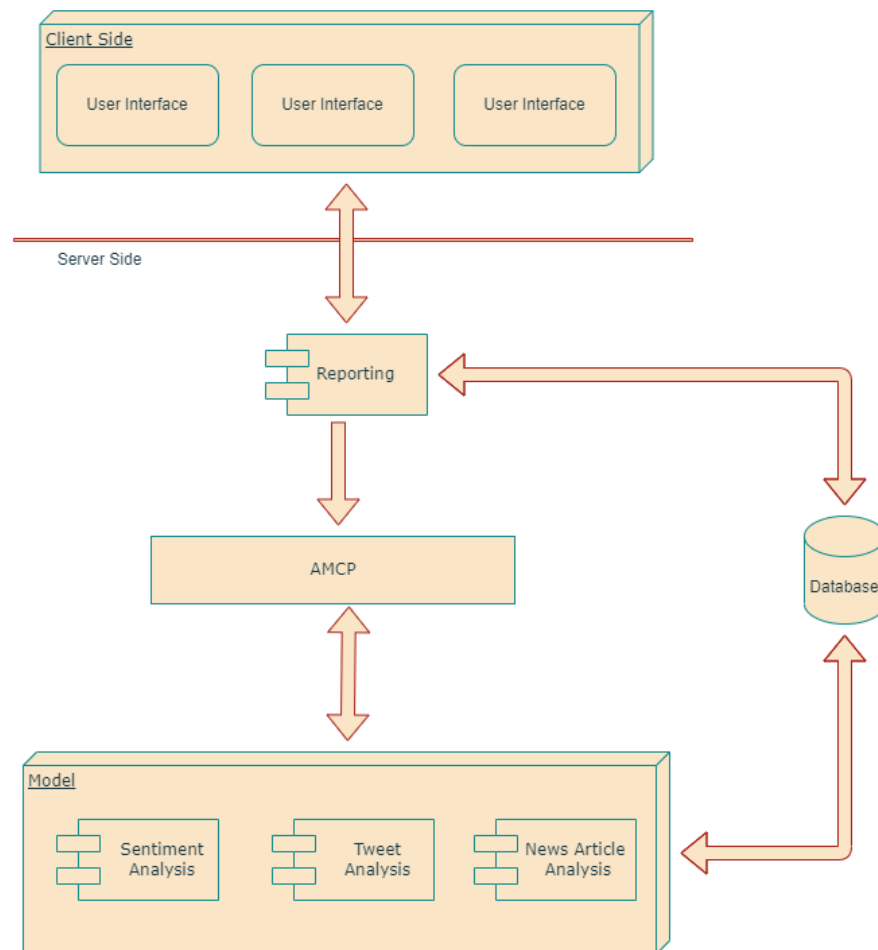 Client Side
User Interface
User Interface
User Interface
Server Side
Reporting
AMCP
Database
Model
Sentiment
Analysis
Tweet
Analysis
News Article
Analysis